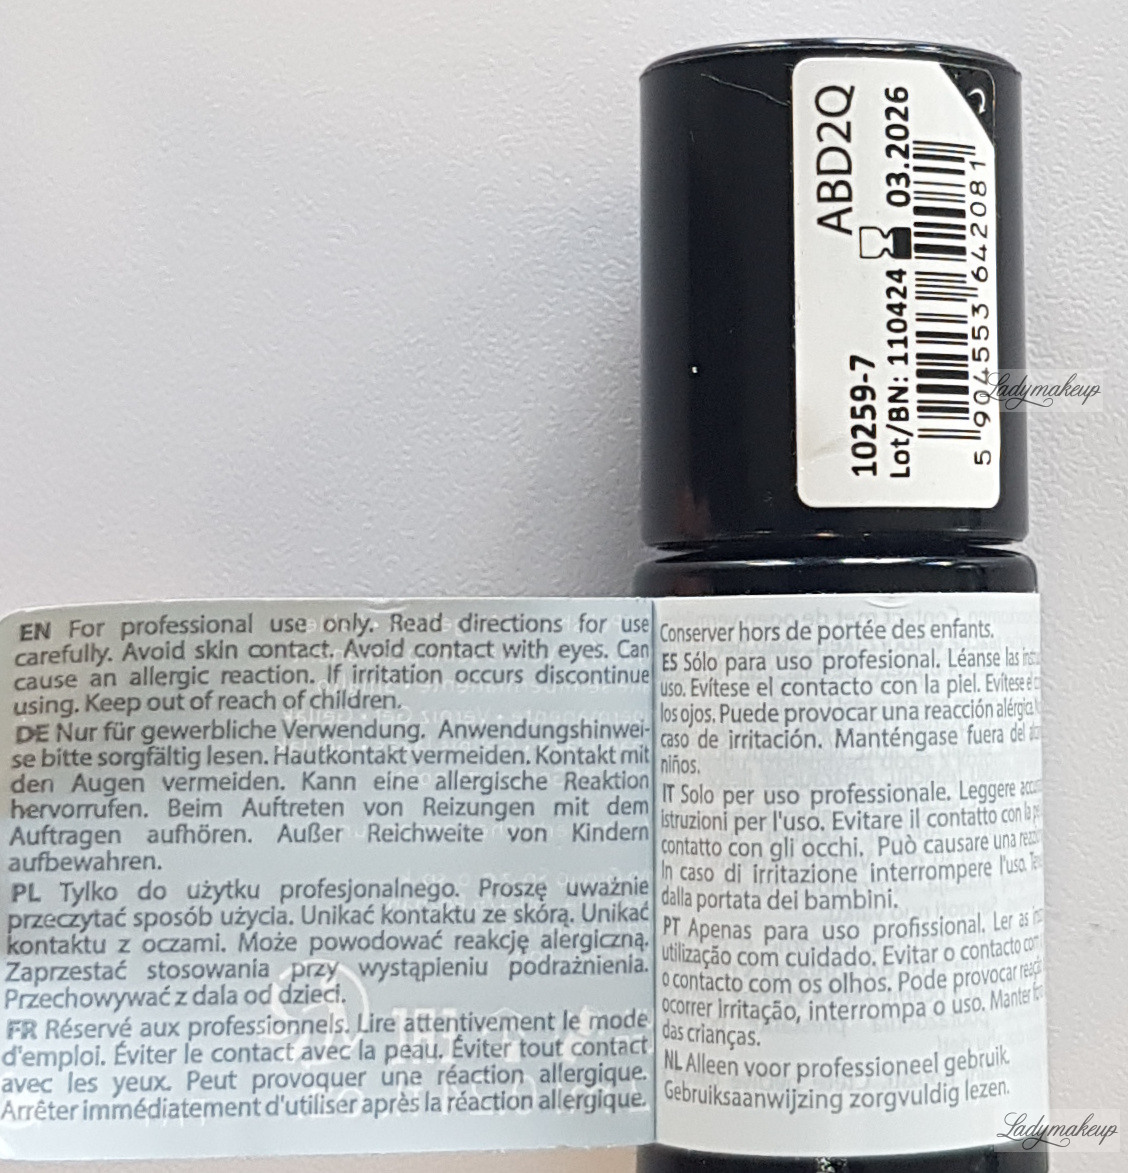 ABD2Q
03.2026
10259-7
Lot/BN: 110424
5 904553 642081
Ladymakeup
EN For professional use only. Read directions for use
carefully. Avoid skin contact. Avoid contact with eyes. Can
cause an allergic reaction. If irritation occurs discontinue
using. Keep out of reach of children.
DE Nur für gewerbliche Verwendung. Anwendungshinwei-
se bitte sorgfältig lesen. Hautkontakt vermeiden. Kontakt mit
den Augen vermeiden. Kann eine allergische Reaktion
hervorrufen. Beim Auftreten von Reizungen mit dem
Auftragen aufhören. Außer Reichweite von Kindern
aufbewahren.
PL Tylko do użytku profesjonalnego. Proszę uważnie
przeczytać sposób użycia. Unikać kontaktu ze skórą. Unikać
kontaktu z oczami. Może powodować reakcję alergiczną.
Zaprzestać stosowania przy wystąpieniu podrażnienia.
Przechowywać z dala od dzieci.
FR Réservé aux professionnels. Lire attentivement le mode
d'emploi. Éviter le contact avec la peau. Éviter tout contact
avec les yeux. Peut provoquer une réaction allergique.
Arrêter immédiatement d'utiliser après la réaction allergique.
Conserver hors de portée des enfants.
ES Sólo para uso profesional. Léanse las
uso. Evítese el contacto con la piel. Evítese
los ojos. Puede provocar una reacción alérgica.
caso de irritación. Manténgase fuera del
niños.
IT Solo per uso professionale. Leggere
istruzioni per l'uso. Evitare il contatto con la
contatto con gli occhi. Può causare una
In caso di irritazione interrompere l'uso.
dalla portata dei bambini.
PT Apenas para uso profissional. Ler as
utilização com cuidado. Evitar o contacto com
o contacto com os olhos. Pode provocar
ocorrer irritação, interrompa o uso. Manter
das crianças.
NL Alleen voor professioneel gebruik.
Gebruiksaanwijzing zorgvuldig lezen.
Ladymakeup